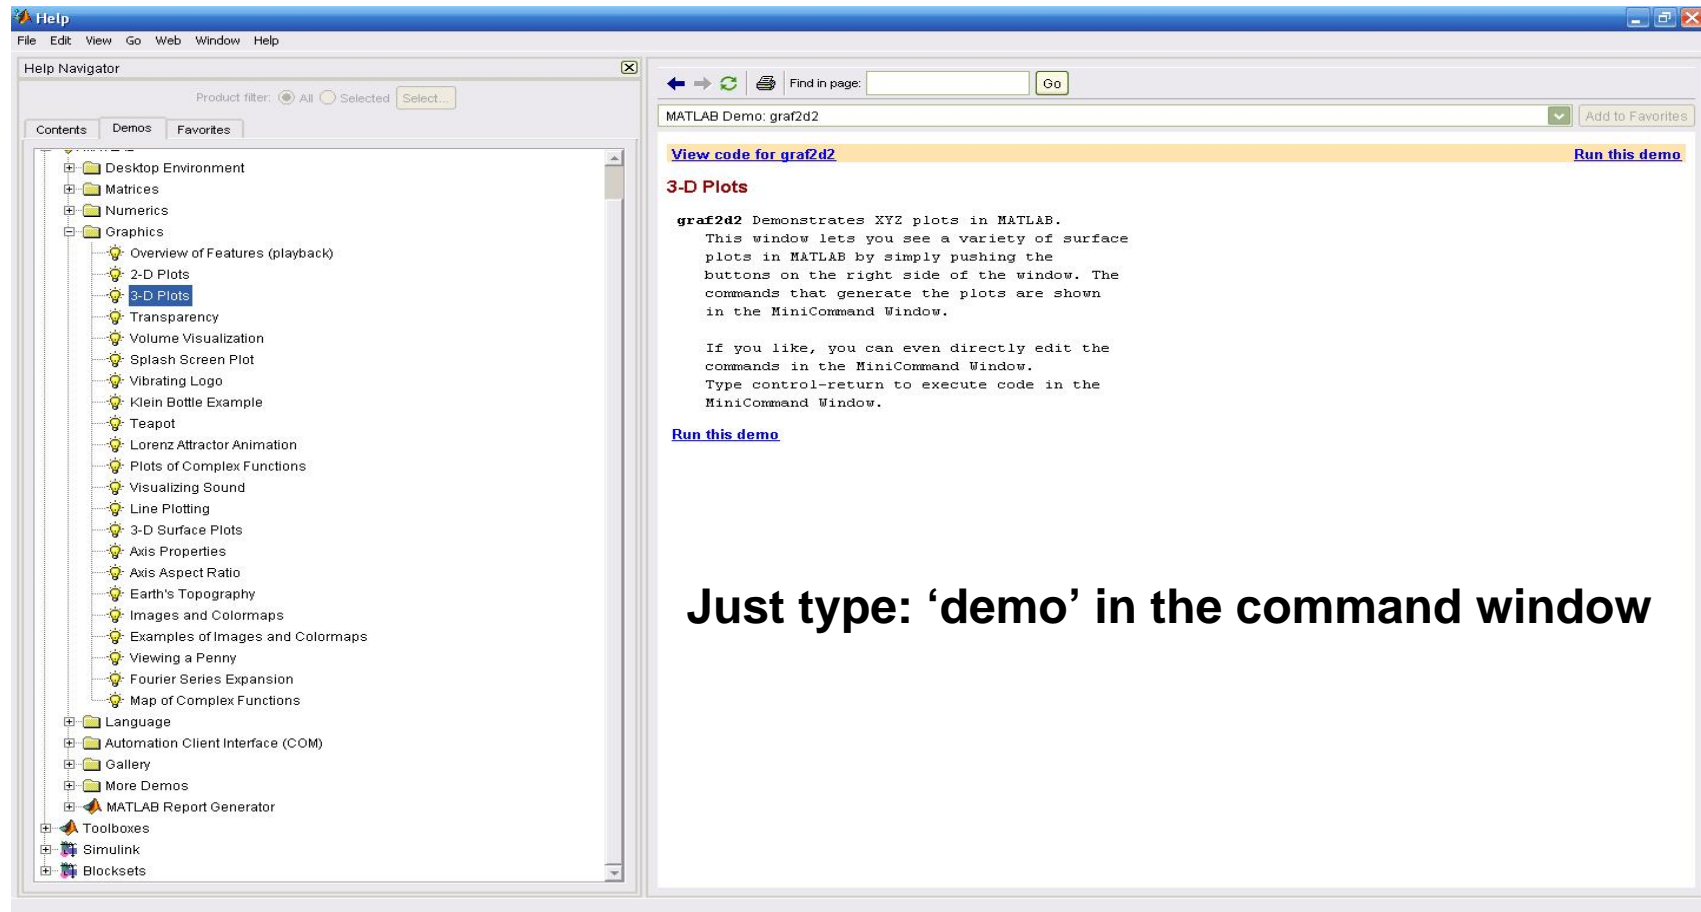 Help
File Edit View Go Web Window Help
Help Navigator
Product filter: All Selected Select...
Contents Demos Favorites
Desktop Environment
Matrices
Numerics
Graphics
Overview of Features (playback)
2-D Plots
3-D Plots
Transparency
Volume Visualization
Splash Screen Plot
Vibrating Logo
Klein Bottle Example
Teapot
Lorenz Attractor Animation
Plots of Complex Functions
Visualizing Sound
Line Plotting
3-D Surface Plots
Axis Properties
Axis Aspect Ratio
Earth's Topography
Images and Colormaps
Examples of Images and Colormaps
Viewing a Penny
Fourier Series Expansion
Map of Complex Functions
Language
Automation Client Interface (COM)
Gallery
More Demos
MATLAB Report Generator
Toolboxes
Simulink
Blocksets
Find in page: Go
MATLAB Demo: graf2d2 Add to Favorites
View code for graf2d2 Run this demo
3-D Plots
graf2d2 Demonstrates XYZ plots in MATLAB.
This window lets you see a variety of surface
plots in MATLAB by simply pushing the
buttons on the right side of the window. The
commands that generate the plots are shown
in the MiniCommand Window.
If you like, you can even directly edit the
commands in the MiniCommand Window.
Type control-return to execute code in the
MiniCommand Window.
Run this demo
Just type: ‘demo’ in the command window